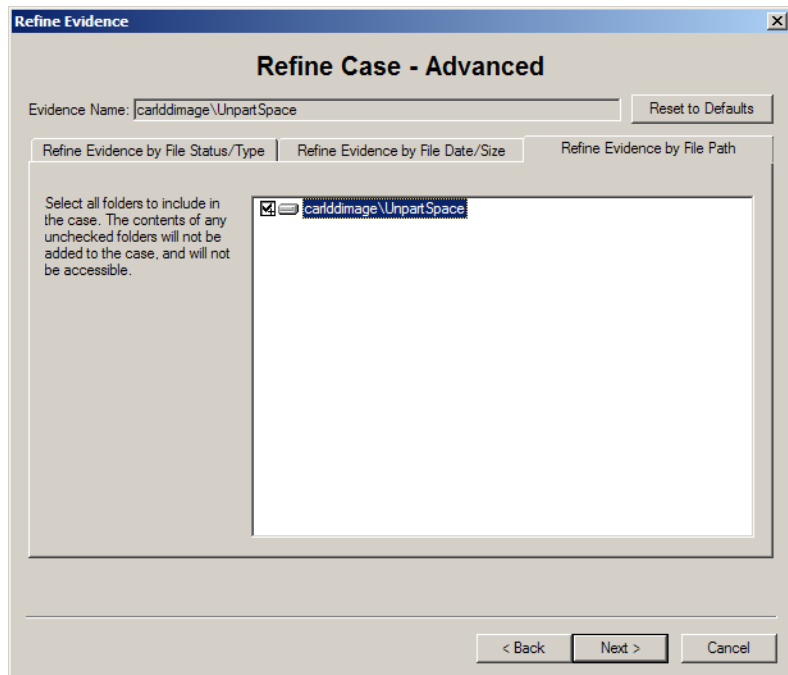 Refine Evidence
Refine Case - Advanced
Evidence Name: carlddimage\UnpartSpace
Reset to Defaults
Refine Evidence by File Status/Type
Refine Evidence by File Date/Size
Refine Evidence by File Path
Select all folders to include in
the case. The contents of any
unchecked folders will not be
added to the case, and will not
be accessible.
carlddimage\UnpartSpace
< Back
Next >
Cancel